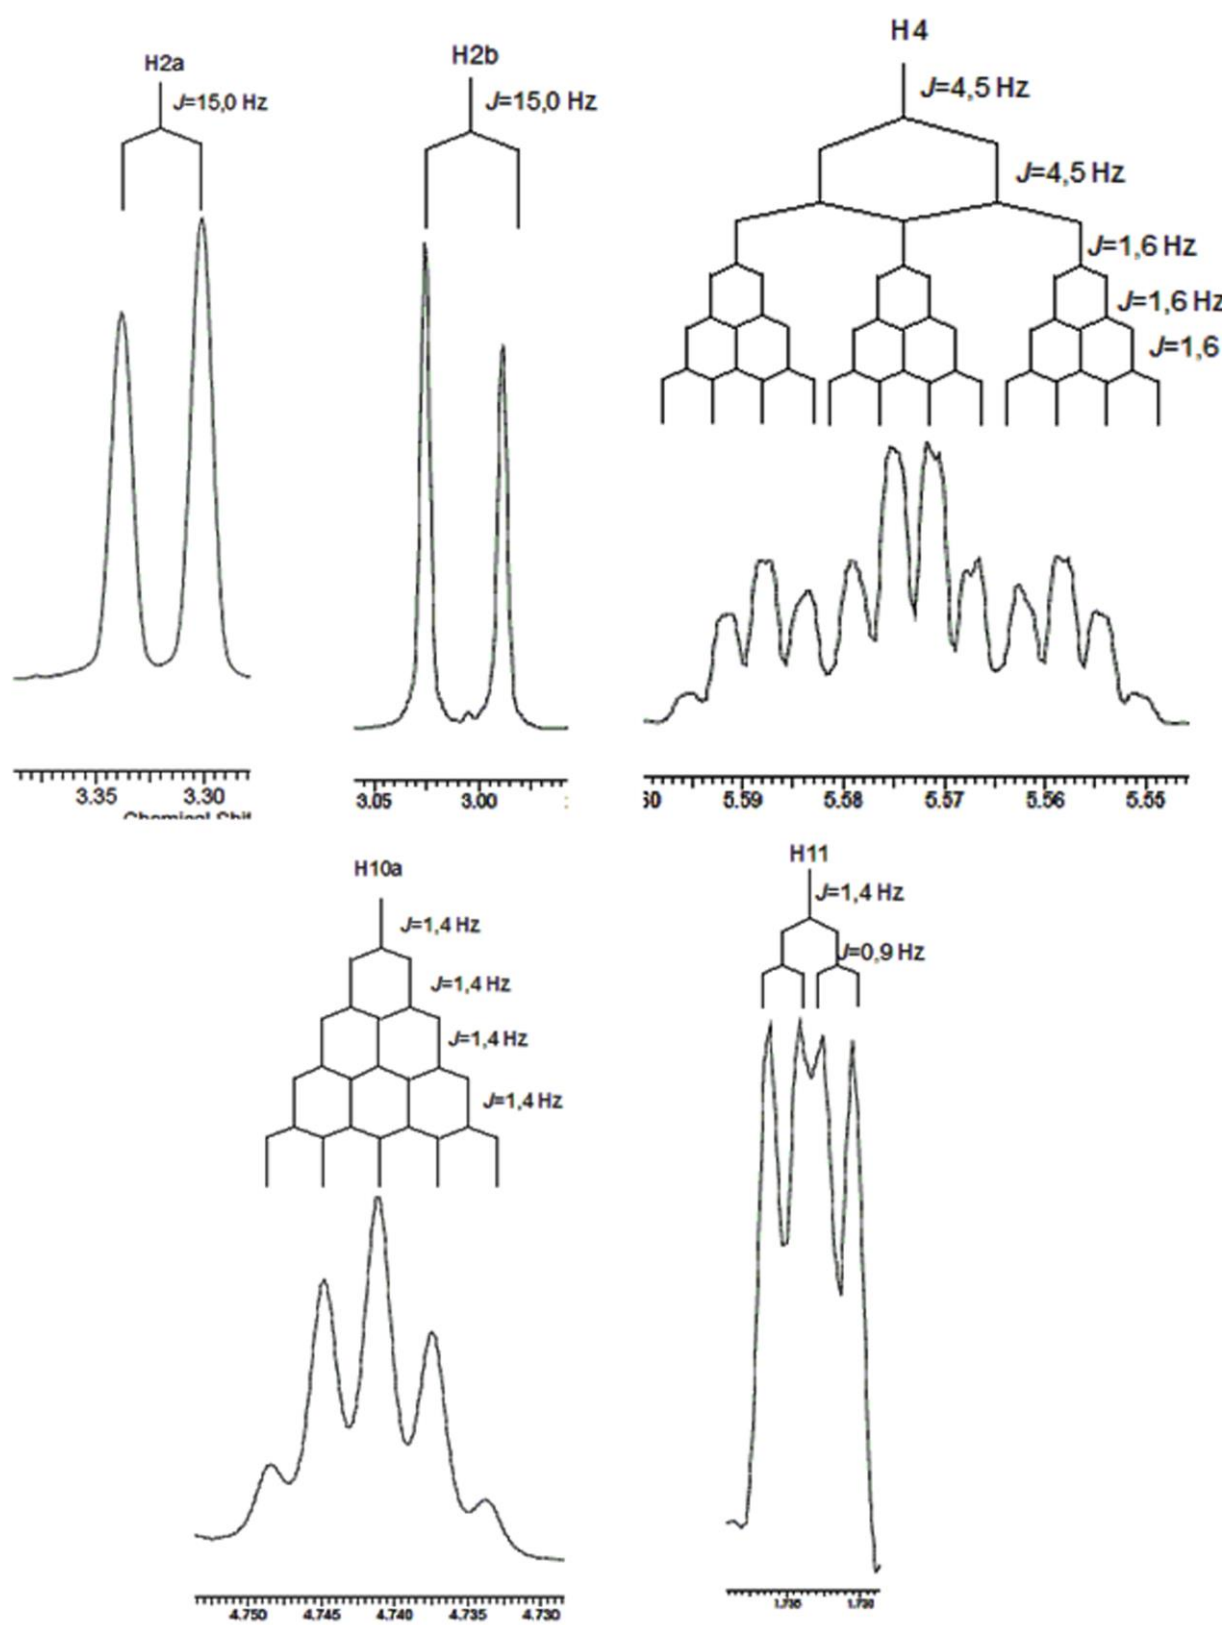 H4
H2b
H2a
J=15,0 Hz
J=15,0 Hz
J=4,5 Hz
J=4,5 Hz
J=1,6 Hz
J=1,6 Hz
J=1,6
3.35 3.30
3.05 3.00
5.59 5.58 5.57 5.56 5.55
H11
H10a
J=1,4 Hz
J=1,4 Hz
J=0,9 Hz
J=1,4 Hz
J=1,4 Hz
J=1,4 Hz
4.750 4.745 4.740 4.735 4.730